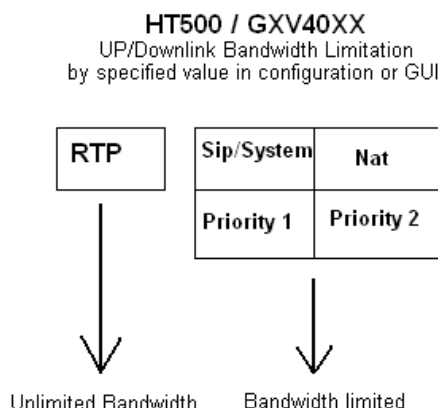 HT500 / GXV40XX
UP/Downlink Bandwidth Limitation
by specified value in configuration or GUI
RTP
Sip/System
Nat
Priority 1
Priority 2
Unlimited Bandwidth
Bandwidth limited